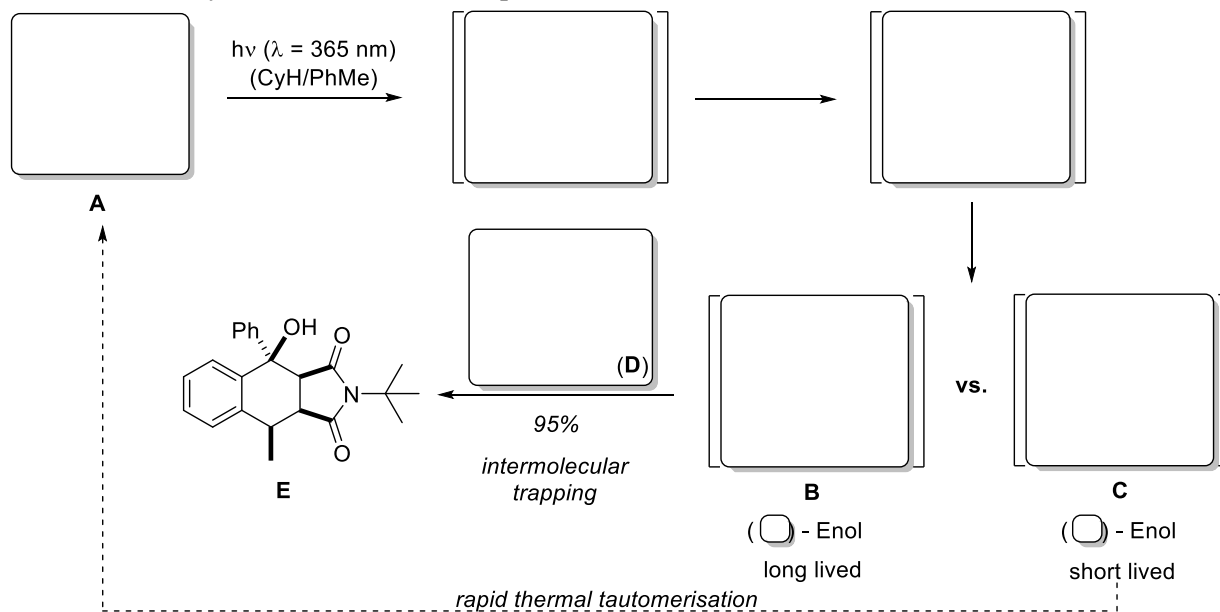 hν (λ = 365 nm)
(CyH/PhMe)
A
(D)
95%
intermolecular
trapping
Ph
OH
O
N
O
E
vs.
B
C
( ) - Enol
( ) - Enol
long lived
short lived
rapid thermal tautomerisation